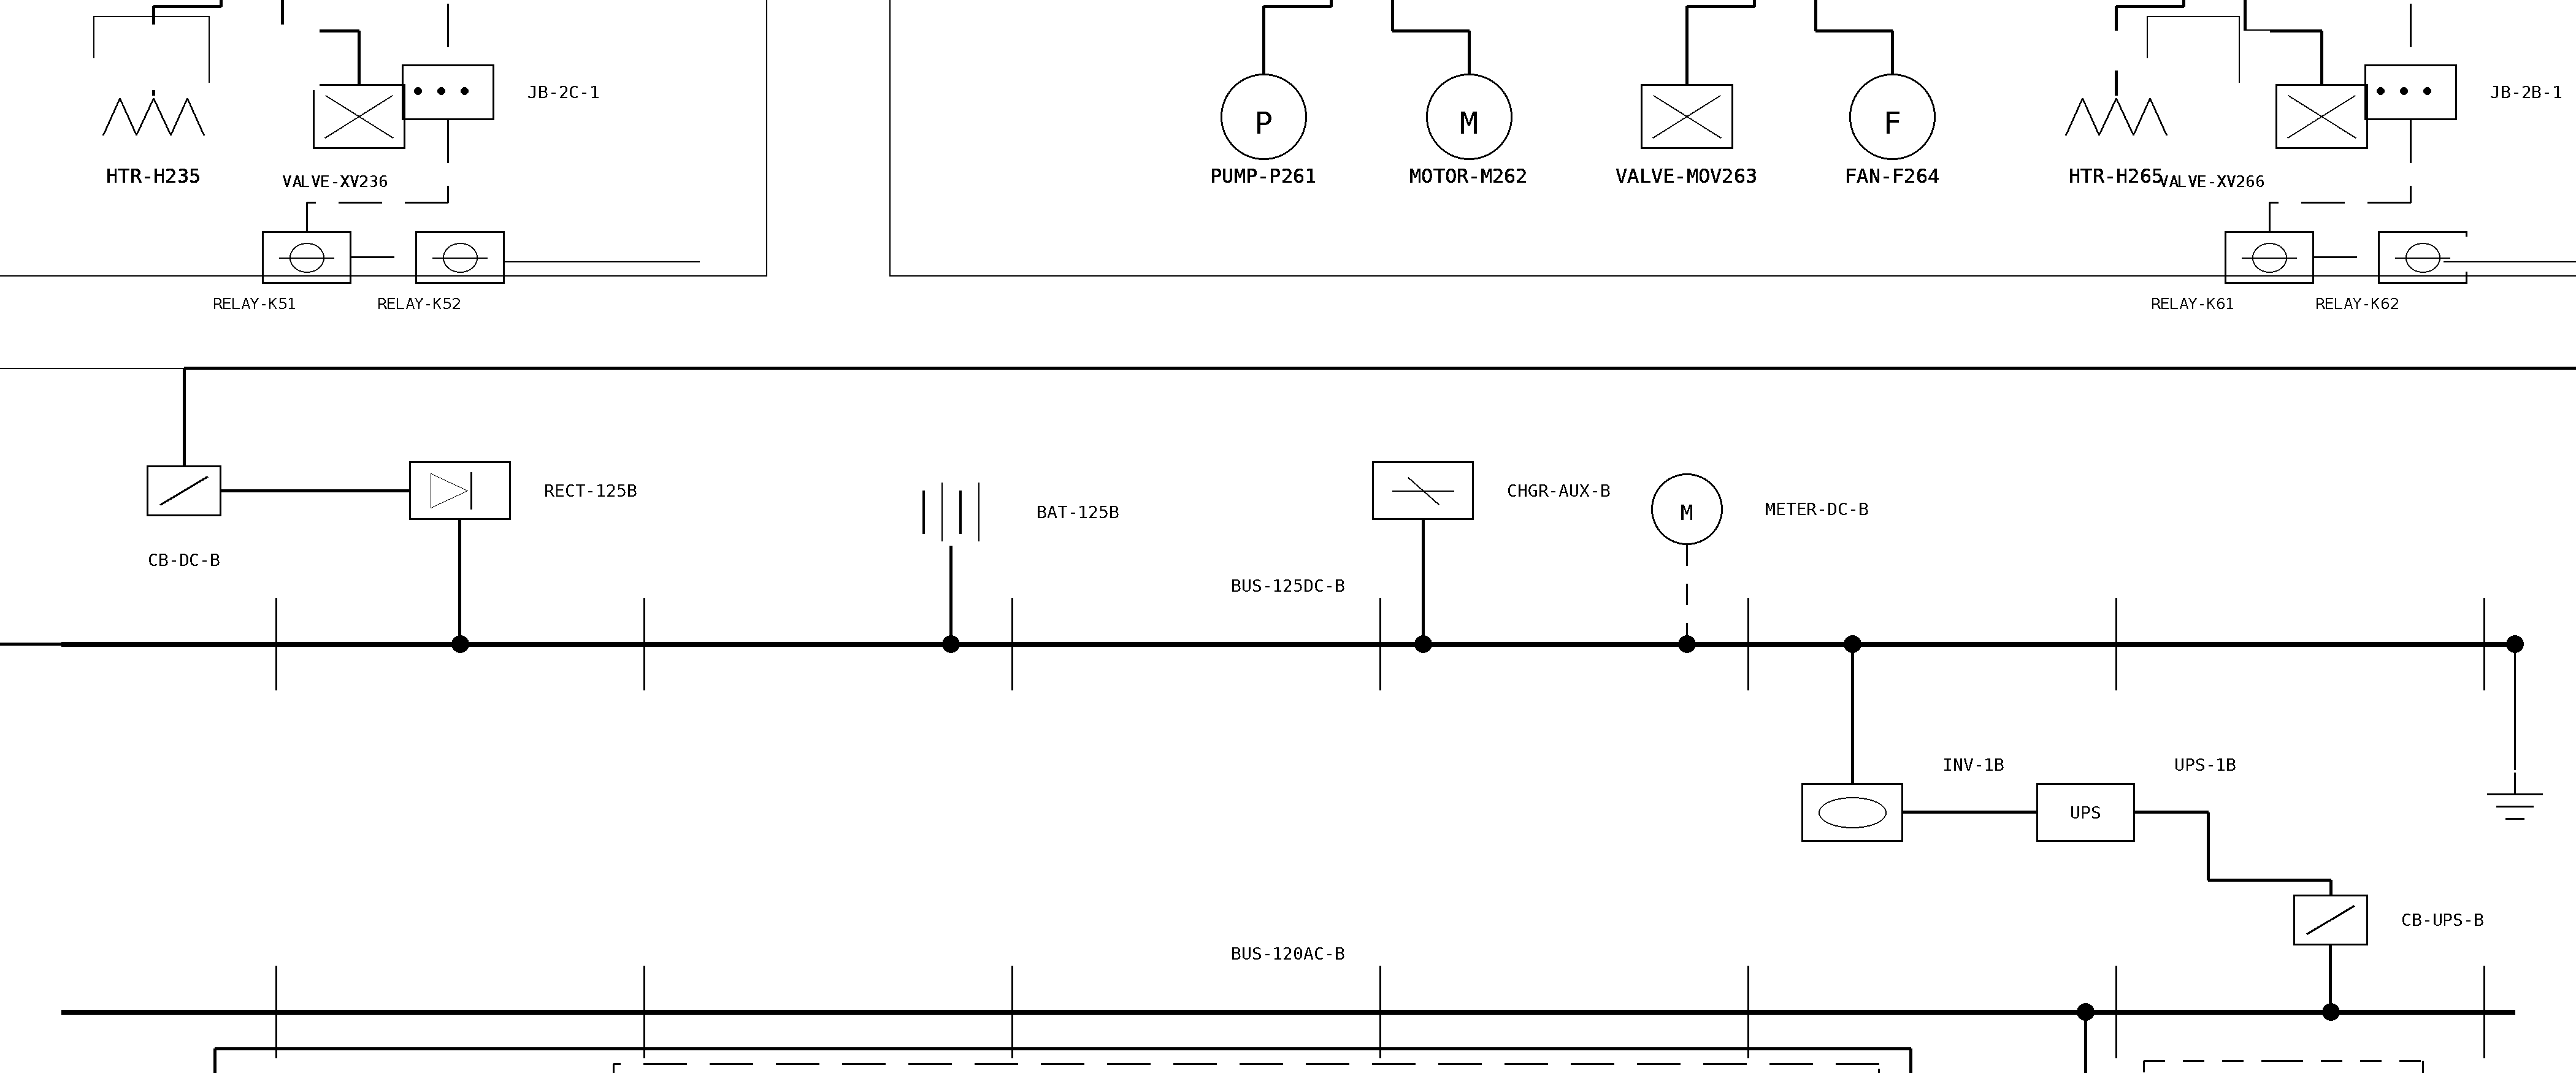 JB-2C-1
JB-2B-1
P
M
F
HTR-H235
VALVE-XV236
PUMP-P261
MOTOR-M262
VALVE-MOV263
FAN-F264
HTR-H265
VALVE-XV266
RELAY-K51
RELAY-K52
RELAY-K61
RELAY-K62
RECT-125B
BAT-125B
CHGR-AUX-B
M
METER-DC-B
CB-DC-B
BUS-125DC-B
INV-1B
UPS-1B
UPS
CB-UPS-B
BUS-120AC-B